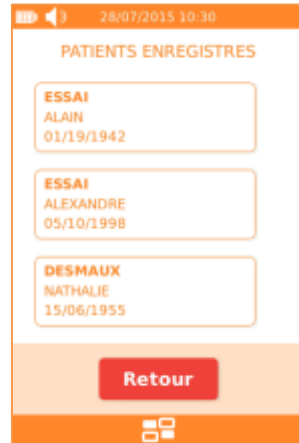 28/07/2015 10:30
PATIENTS ENREGISTRES
ESSAI
ALAIN
01/19/1942
ESSAI
ALEXANDRE
05/10/1998
DESMAUX
NATHALIE
15/06/1955
Retour